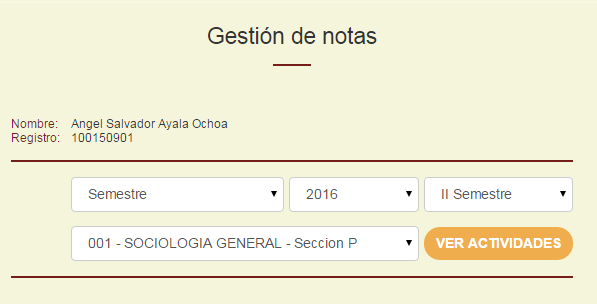 Gestión de notas
Nombre: Angel Salvador Ayala Ochoa
Registro: 100150901
Semestre 2016 II Semestre
001 - SOCIOLOGIA GENERAL - Seccion P VER ACTIVIDADES